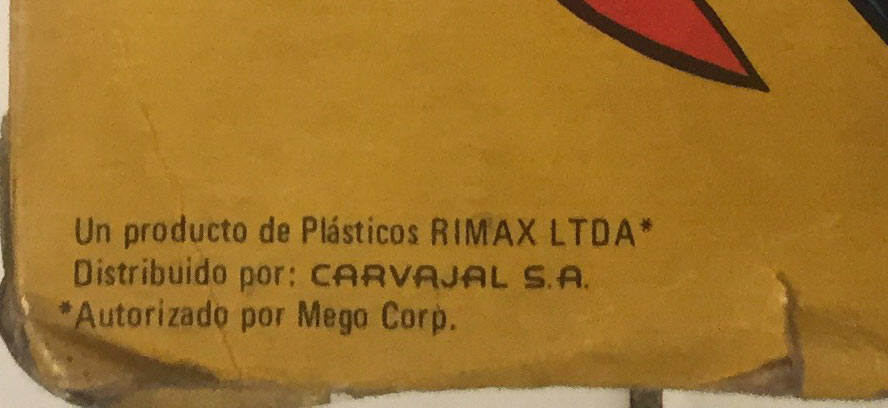 Un producto de Plásticos RIMAX LTDA*
Distribuido por: CARVAJAL S.A.
*Autorizado por Mego Corp.